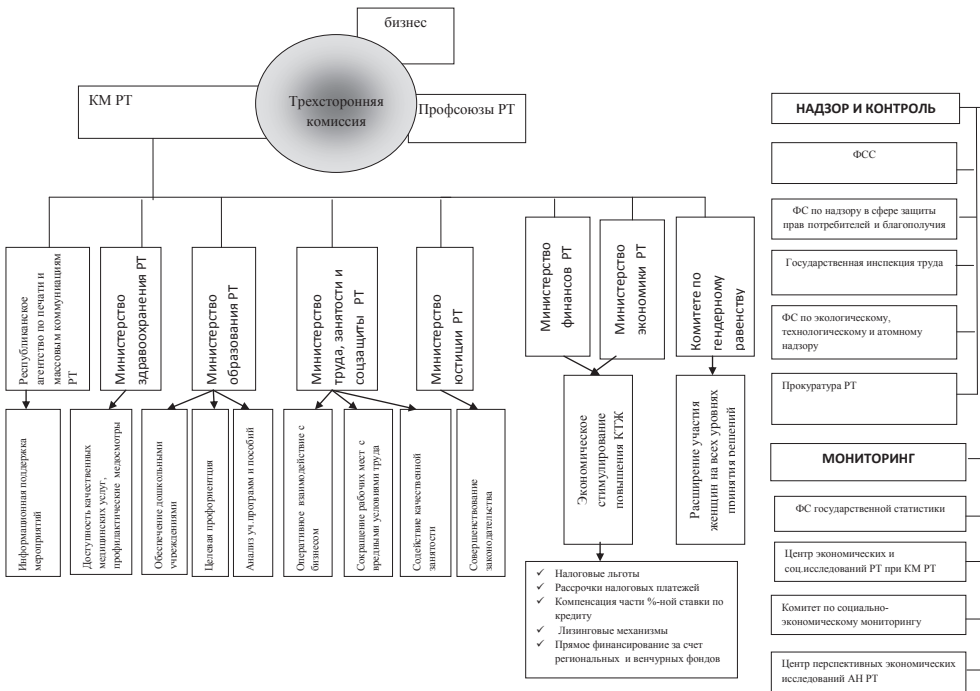 бизнес
КМ РТ
Трехсторонняя
комиссия
Профсоюзы РТ
Республиканское
агентство по печати и
массовым коммуникациям
РТ
Министерство
здравоохранения РТ
Министерство
образования РТ
Министерство
труда, занятости и
соцзащиты РТ
Министерство
юстиции РТ
Министерство
финансов РТ
Министерство
экономики РТ
Комитете по
гендерному
равенству
Информационная поддержка
мероприятий
Доступность качественных
медицинских услуг,
профилактические медосмотры
Обеспечение дошкольными
учреждениями
Целевая профориентция
Анализ уч.программ и пособий
Оперативное взаимодействие с
бизнесом
Сокращение рабочих мест с
вредными условиями труда
Содействие качественной
занятости
Совершенствование
законодательства
Экономическое
стимулирование
повышения КТЖ
Расширение участия
женщин на всех уровнях
принятия решений
✓ Налоговые льготы
✓ Рассрочки налоговых платежей
✓ Компенсация части %-ной ставки по
кредиту
✓ Лизинговые механизмы
✓ Прямое финансирование за счет
региональных и венчурных фондов
НАДЗОР И КОНТРОЛЬ
ФСС
ФС по надзору в сфере защиты
прав потребителей и благополучия
Государственная инспекция труда
ФС по экологическому,
технологическому и атомному
надзору
Прокуратура РТ
МОНИТОРИНГ
ФС государственной статистики
Центр экономических и
соц.исследований РТ при КМ РТ
Комитет по социально-
экономическому мониторингу
Центр перспективных экономических
исследований АН РТ